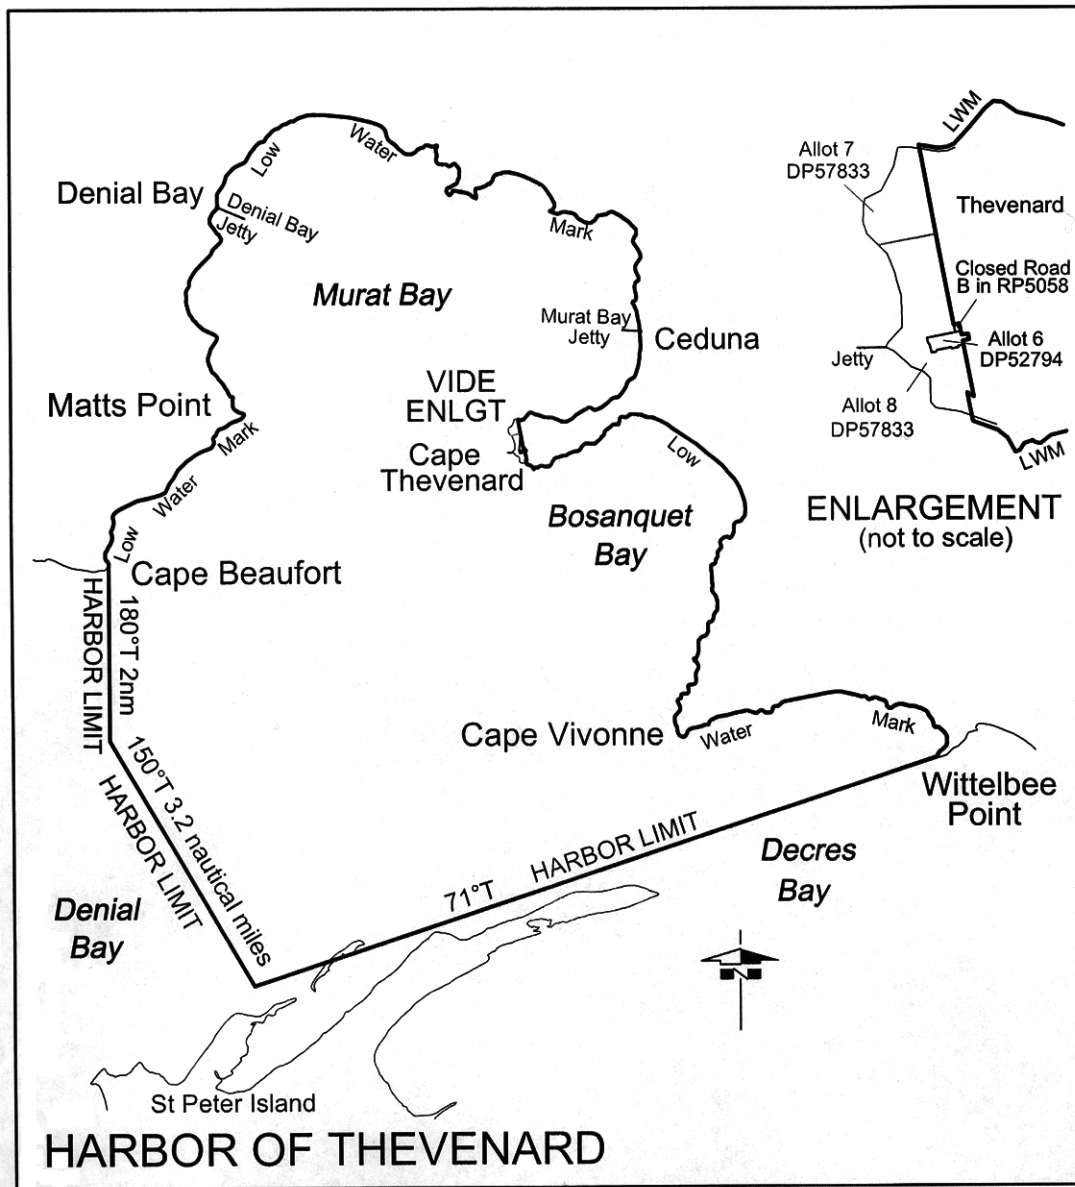 Low
Water
Mark
Denial Bay
Denial Bay
Jetty
Murat Bay
Murat Bay
Jetty
Ceduna
VIDE
ENLGT
Matts Point
Mark
Water
Low
Cape
Thevenard
Low
Bosanquet
Bay
Cape Beaufort
HARBOR LIMIT
180°T 2nm
150°T 3.2 nautical miles
HARBOR LIMIT
Cape Vivonne
Water
Mark
Wittelbee
Point
71°T HARBOR LIMIT
Decres
Bay
Denial
Bay
N
St Peter Island
HARBOR OF THEVENARD
LWM
Allot 7
DP57833
Thevenard
Closed Road
B in RP5058
Allot 6
DP52794
Jetty
Allot 8
DP57833
LWM
ENLARGEMENT
(not to scale)